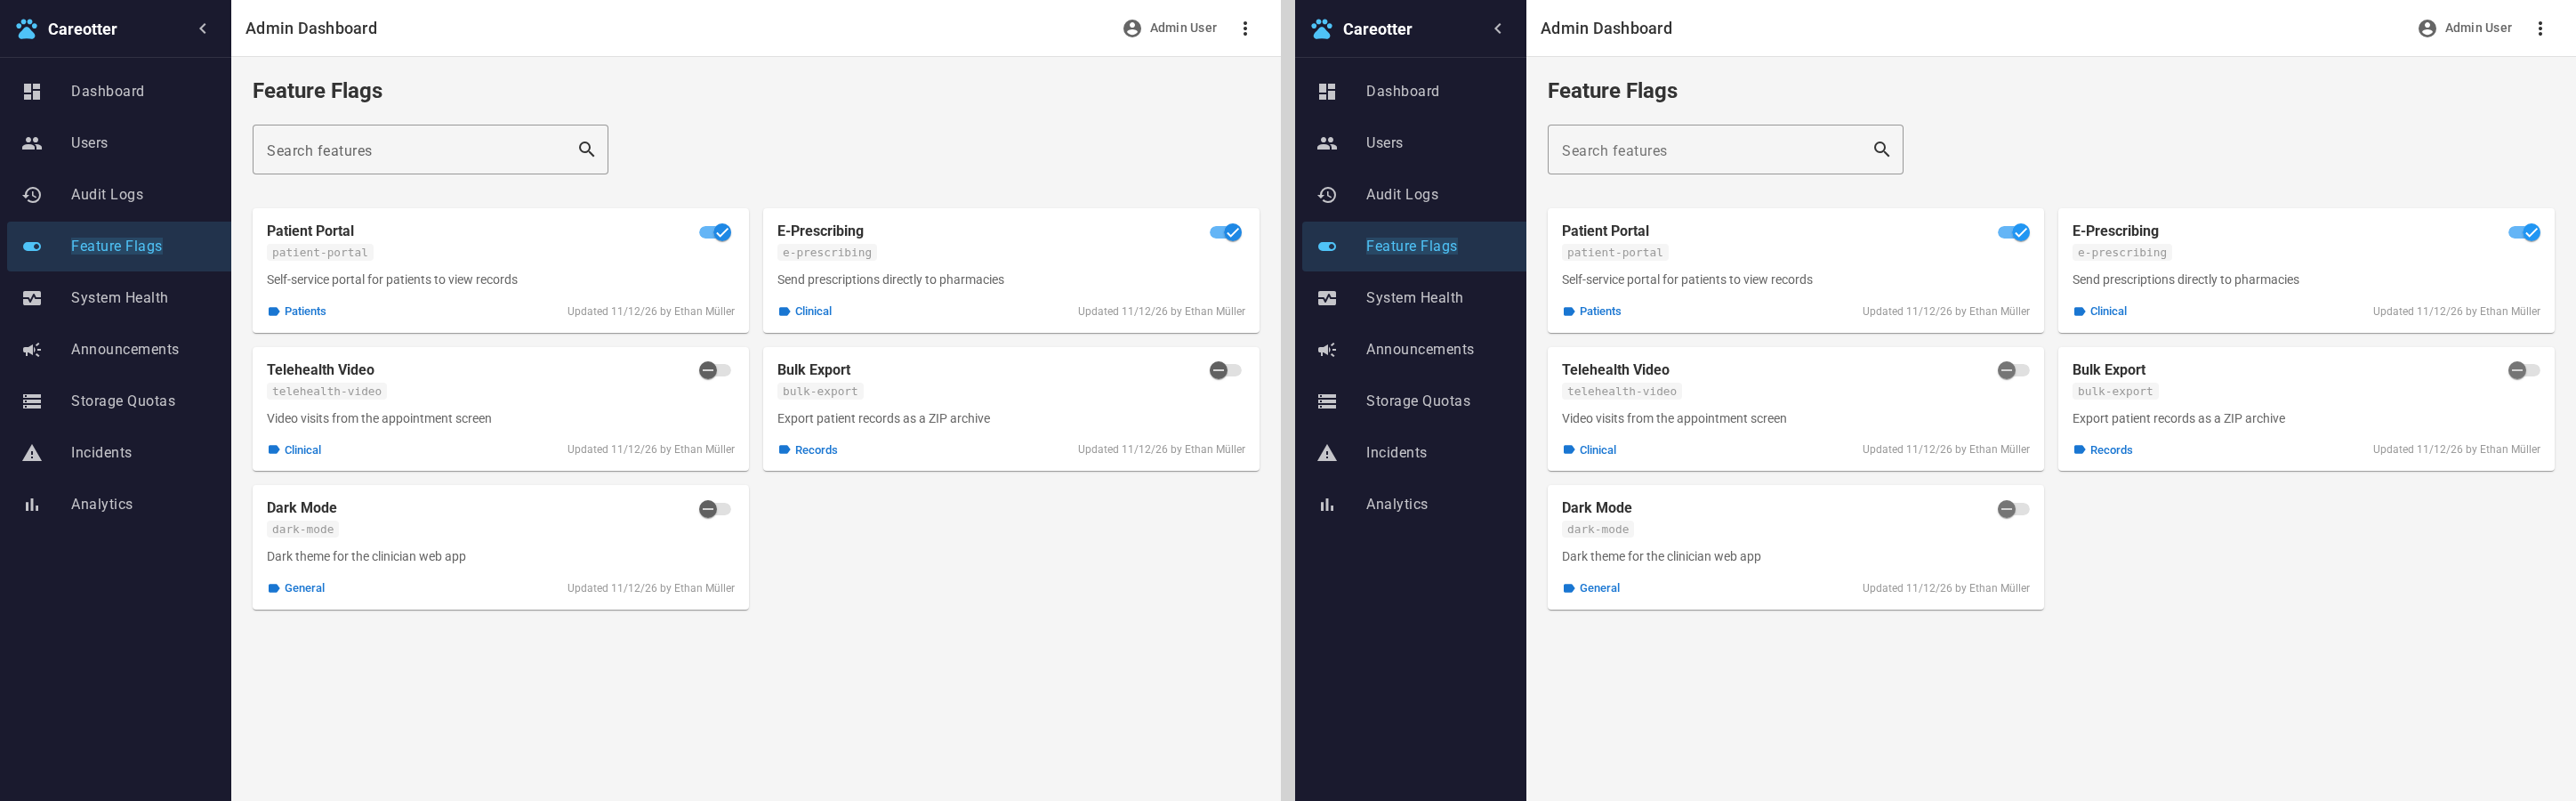 Careotter
Dashboard
Users
Audit Logs
Feature Flags
System Health
Announcements
Storage Quotas
Incidents
Analytics
Admin Dashboard
Admin User
Feature Flags
Search features
Patient Portal
patient-portal
Self-service portal for patients to view records
Patients
Updated 11/12/26 by Ethan Müller
E-Prescribing
e-prescribing
Send prescriptions directly to pharmacies
Clinical
Updated 11/12/26 by Ethan Müller
Telehealth Video
telehealth-video
Video visits from the appointment screen
Clinical
Updated 11/12/26 by Ethan Müller
Bulk Export
bulk-export
Export patient records as a ZIP archive
Records
Updated 11/12/26 by Ethan Müller
Dark Mode
dark-mode
Dark theme for the clinician web app
General
Updated 11/12/26 by Ethan Müller
Careotter
Dashboard
Users
Audit Logs
Feature Flags
System Health
Announcements
Storage Quotas
Incidents
Analytics
Admin Dashboard
Admin User
Feature Flags
Search features
Patient Portal
patient-portal
Self-service portal for patients to view records
Patients
Updated 11/12/26 by Ethan Müller
E-Prescribing
e-prescribing
Send prescriptions directly to pharmacies
Clinical
Updated 11/12/26 by Ethan Müller
Telehealth Video
telehealth-video
Video visits from the appointment screen
Clinical
Updated 11/12/26 by Ethan Müller
Bulk Export
bulk-export
Export patient records as a ZIP archive
Records
Updated 11/12/26 by Ethan Müller
Dark Mode
dark-mode
Dark theme for the clinician web app
General
Updated 11/12/26 by Ethan Müller